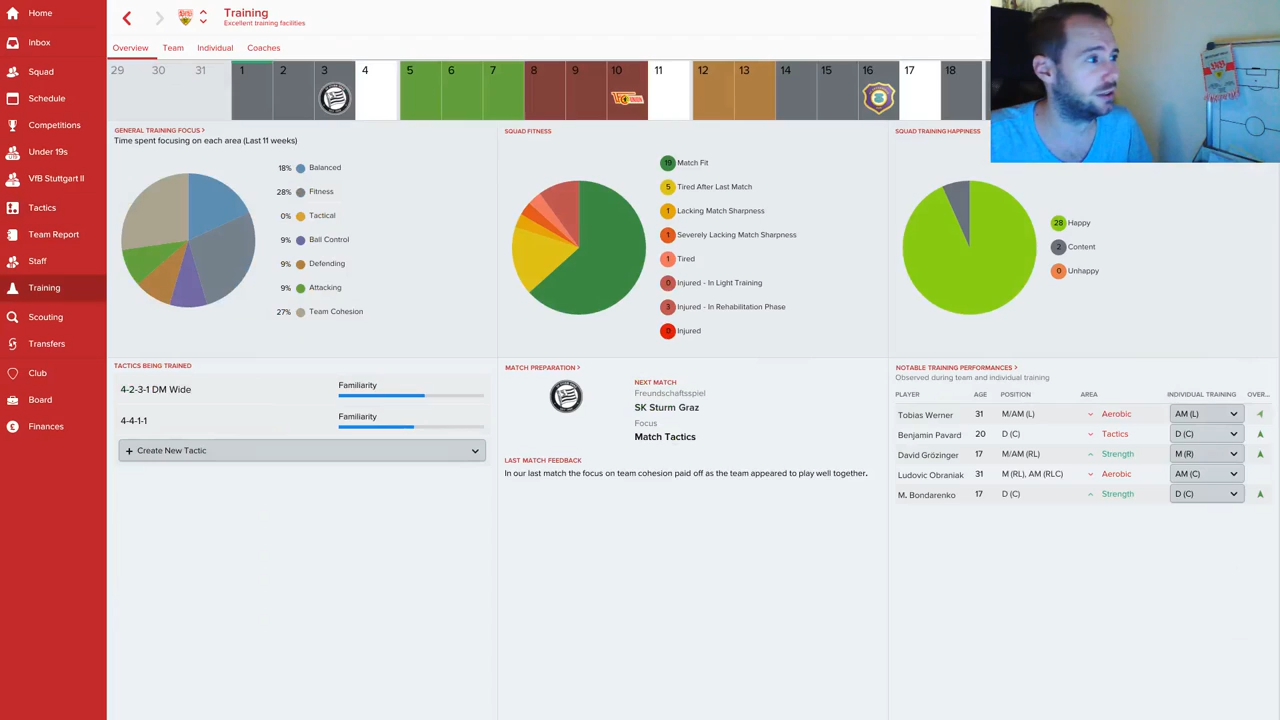 Home
Inbox
Squad
Schedule
Competitions
Under 19s
VfB Stuttgart II
Tactics
Team Report
Staff
Training
Scouting
Transfers
Club
Board
Finances
Training
Excellent training facilities
Overview Team Individual Coaches
29 30 31 1 2 3 4 5 6 7 8 9 10 11 12 13 14 15 16 17 18
GENERAL TRAINING FOCUS >
Time spent focusing on each area (Last 11 weeks)
18% Balanced
28% Fitness
0% Tactical
9% Ball Control
9% Defending
9% Attacking
27% Team Cohesion
SQUAD FITNESS
19 Match Fit
5 Tired After Last Match
1 Lacking Match Sharpness
1 Severely Lacking Match Sharpness
1 Tired
0 Injured - In Light Training
3 Injured - In Rehabilitation Phase
0 Injured
SQUAD TRAINING HAPPINESS
28 Happy
2 Content
0 Unhappy
TACTICS BEING TRAINED
4-2-3-1 DM Wide Familiarity
4-4-1-1 Familiarity
+ Create New Tactic
MATCH PREPARATION >
NEXT MATCH
Freundschaftsspiel
SK Sturm Graz
Focus
Match Tactics
LAST MATCH FEEDBACK
In our last match the focus on team cohesion paid off as the team appeared to play well together.
NOTABLE TRAINING PERFORMANCES >
Observed during team and individual training
PLAYER AGE POSITION AREA INDIVIDUAL TRAINING OVER...
Tobias Werner 31 M/AM (L) Aerobic AM (L)
Benjamin Pavard 20 D (C) Tactics D (C)
David Grözinger 17 M/AM (RL) Strength M (R)
Ludovic Obraniak 31 M (RL), AM (RLC) Aerobic AM (C)
M. Bondarenko 17 D (C) Strength D (C)